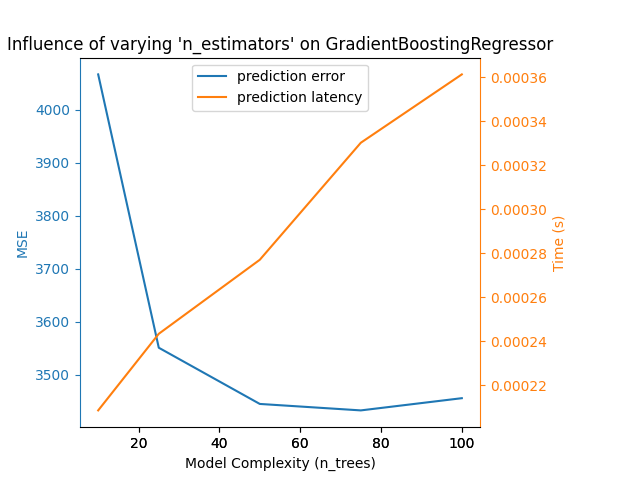 Influence of varying 'n_estimators' on GradientBoostingRegressor
prediction error
prediction latency
MSE
4000
3900
3800
3700
3600
3500
0.00036
0.00034
0.00032
0.00030
0.00028
0.00026
0.00024
0.00022
Time (s)
20 40 60 80 100
Model Complexity (n_trees)